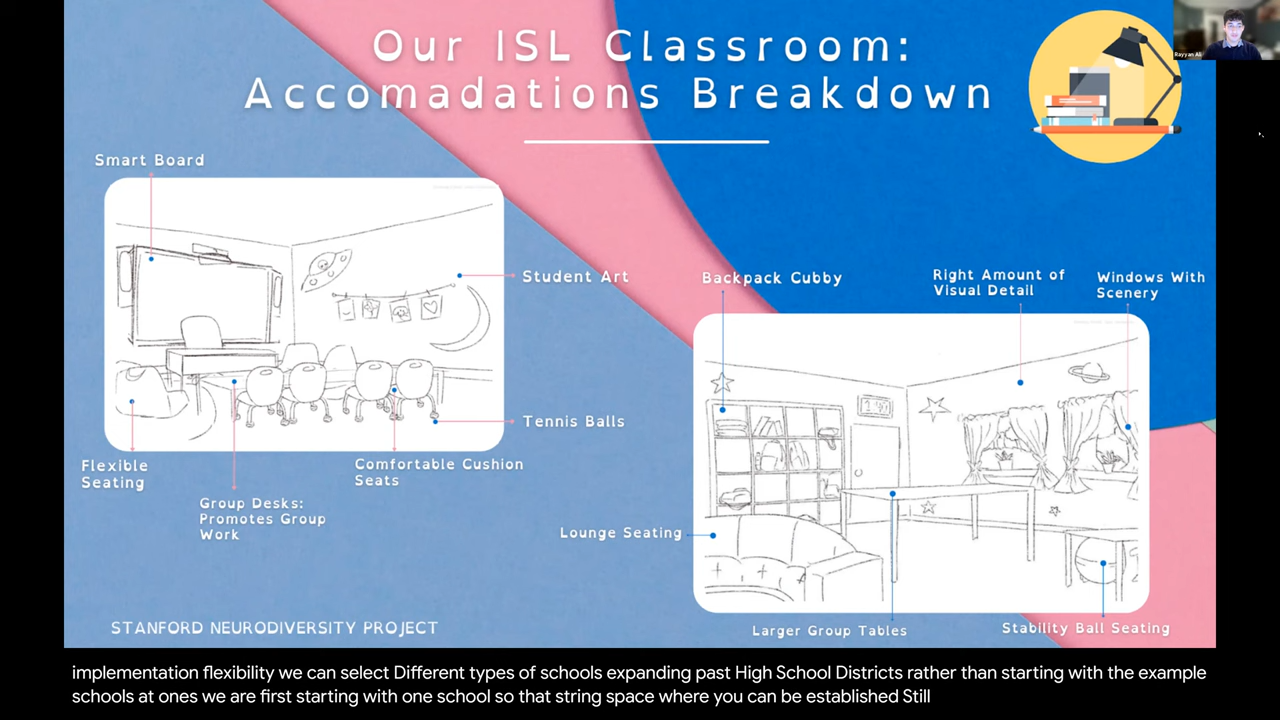 Our ISL Classroom:
Accomadations Breakdown
Rayyan Ali
Smart Board
Student Art
Tennis Balls
Flexible
Seating
Comfortable Cushion
Seats
Group Desks:
Promotes Group
Work
Backpack Cubby
Right Amount of
Visual Detail
Windows With
Scenery
Lounge Seating
Larger Group Tables
Stability Ball Seating
STANFORD NEURODIVERSITY PROJECT
implementation flexibility we can select Different types of schools expanding past High School Districts rather than starting with the example
schools at ones we are first starting with one school so that string space where you can be established Still